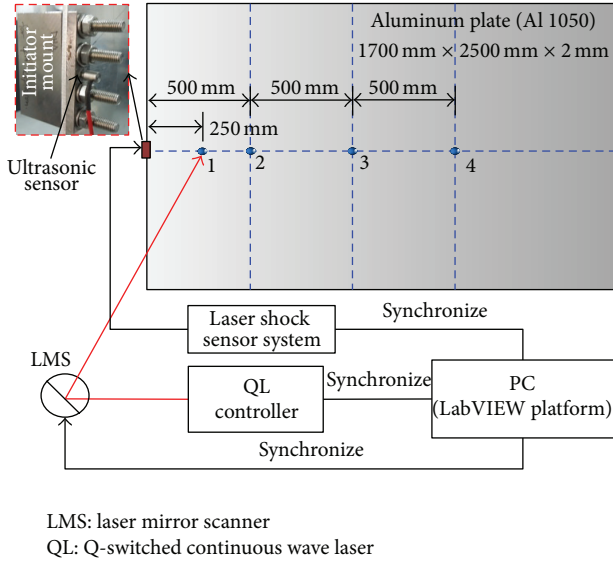 Initiator
mount
Ultrasonic
sensor
Aluminum plate (Al 1050)
1700 mm × 2500 mm × 2 mm
500 mm
500 mm
500 mm
250 mm
1
2
3
4
Laser shock
sensor system
Synchronize
LMS
QL
controller
Synchronize
PC
(LabVIEW platform)
Synchronize
LMS: laser mirror scanner
QL: Q-switched continuous wave laser